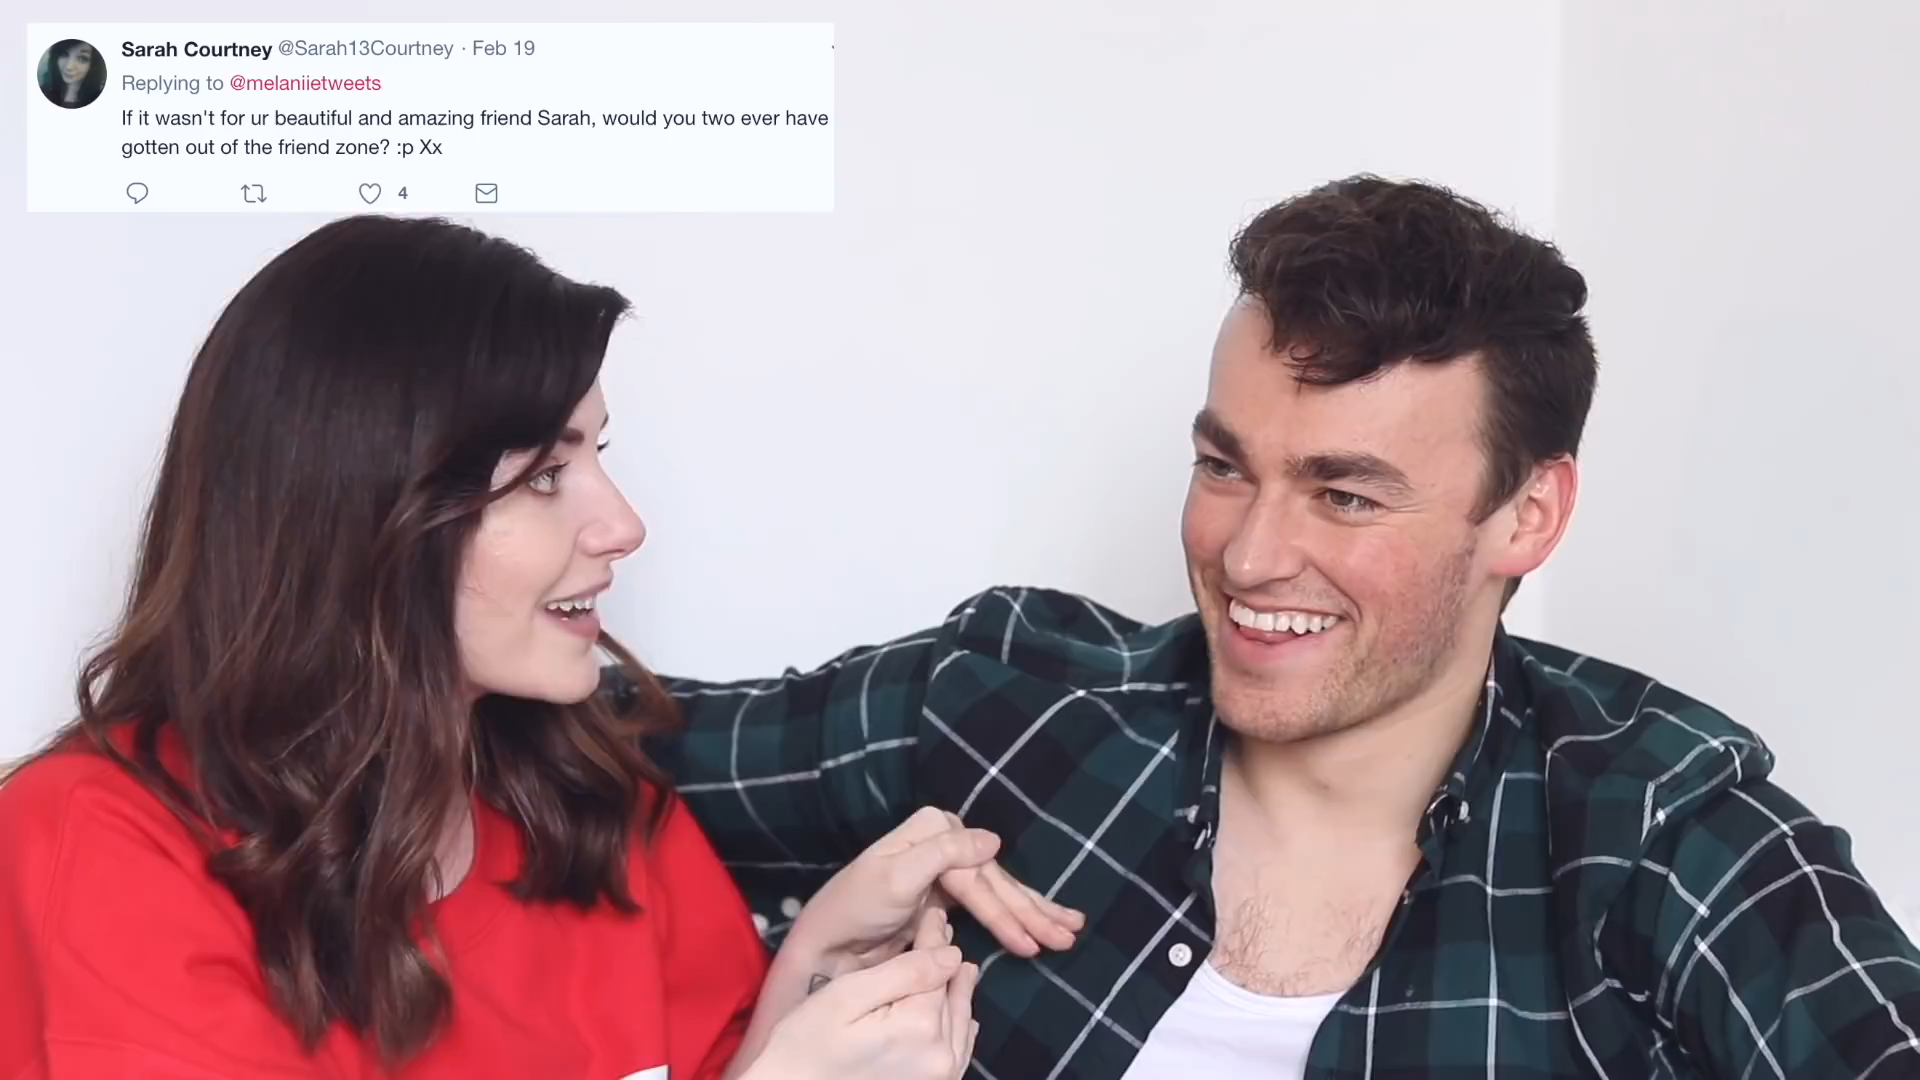 Sarah Courtney @Sarah13Courtney · Feb 19
Replying to @melaniietweets
If it wasn't for ur beautiful and amazing friend Sarah, would you two ever have
gotten out of the friend zone? :p Xx
4